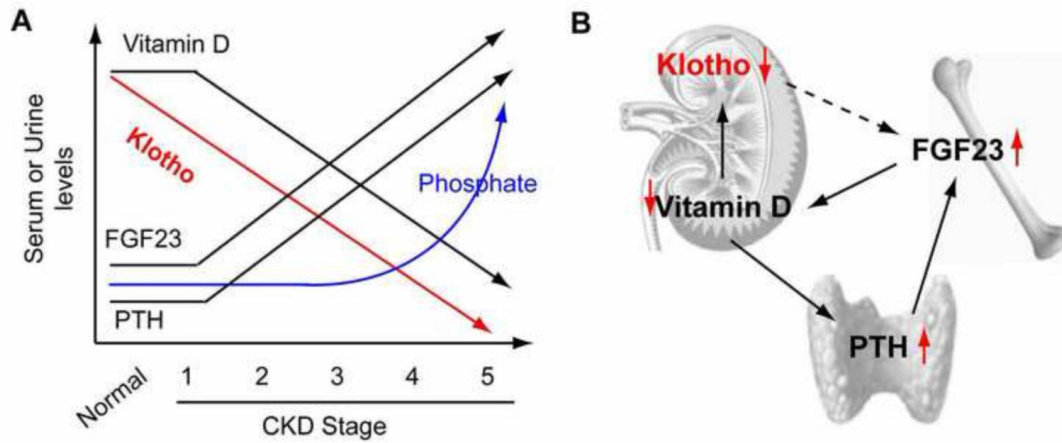 A
Vitamin D
Klotho
Phosphate
FGF23
PTH
Serum or Urine
levels
Normal
1 2 3 4 5
CKD Stage
B
Klotho
FGF23
Vitamin D
PTH